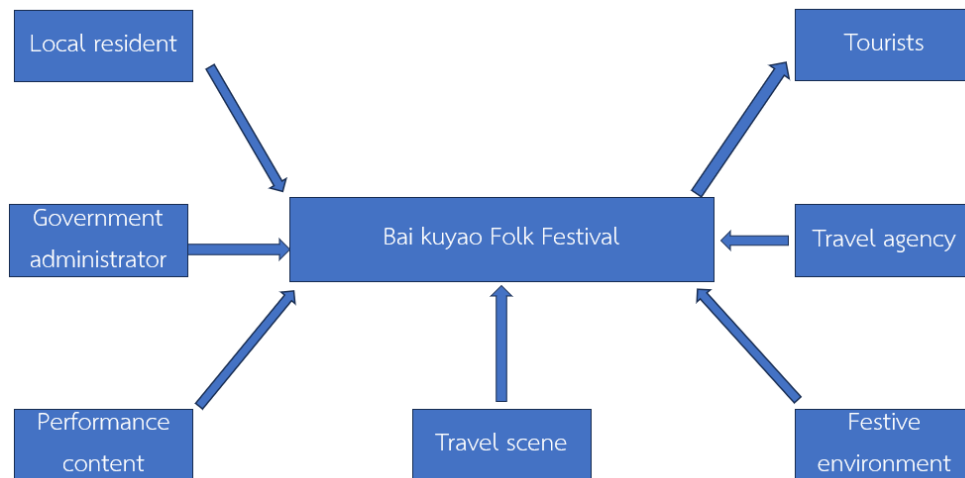 Local resident
Tourists
Government
administrator
Bai kuyao Folk Festival
Travel agency
Performance
content
Travel scene
Festive
environment